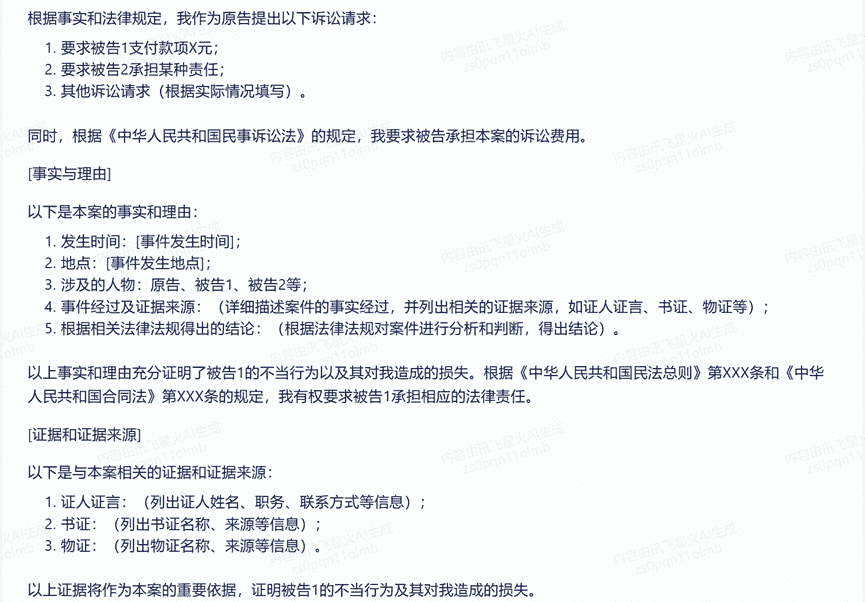 根据事实和法律规定，我作为原告提出以下诉讼请求：
1. 要求被告1支付款项X元；
2. 要求被告2承担某种责任；
3. 其他诉讼请求（根据实际情况填写）。
同时，根据《中华人民共和国民事诉讼法》的规定，我要求被告承担本案的诉讼费用。
[事实与理由]
以下是本案的事实和理由：
1. 发生时间：[事件发生时间]；
2. 地点：[事件发生地点]；
3. 涉及的人物：原告、被告1、被告2等；
4. 事件经过及证据来源：（详细描述案件的事实经过，并列出相关的证据来源，如证人证言、书证、物证等）；
5. 根据相关法律法规得出的结论：（根据法律法规对案件进行分析和判断，得出结论）。
以上事实和理由充分证明了被告1的不当行为以及其对我造成的损失。根据《中华人民共和国民法总则》第XXX条和《中华
人民共和国合同法》第XXX条的规定，我有权要求被告1承担相应的法律责任。
[证据和证据来源]
以下是与本案相关的证据和证据来源：
1. 证人证言：（列出证人姓名、职务、联系方式等信息）；
2. 书证：（列出书证名称、来源等信息）；
3. 物证：（列出物证名称、来源等信息）。
以上证据将作为本案的重要依据，证明被告1的不当行为及其对我造成的损失。
内容由讯飞星火AI生成
zs0pqn11olmb